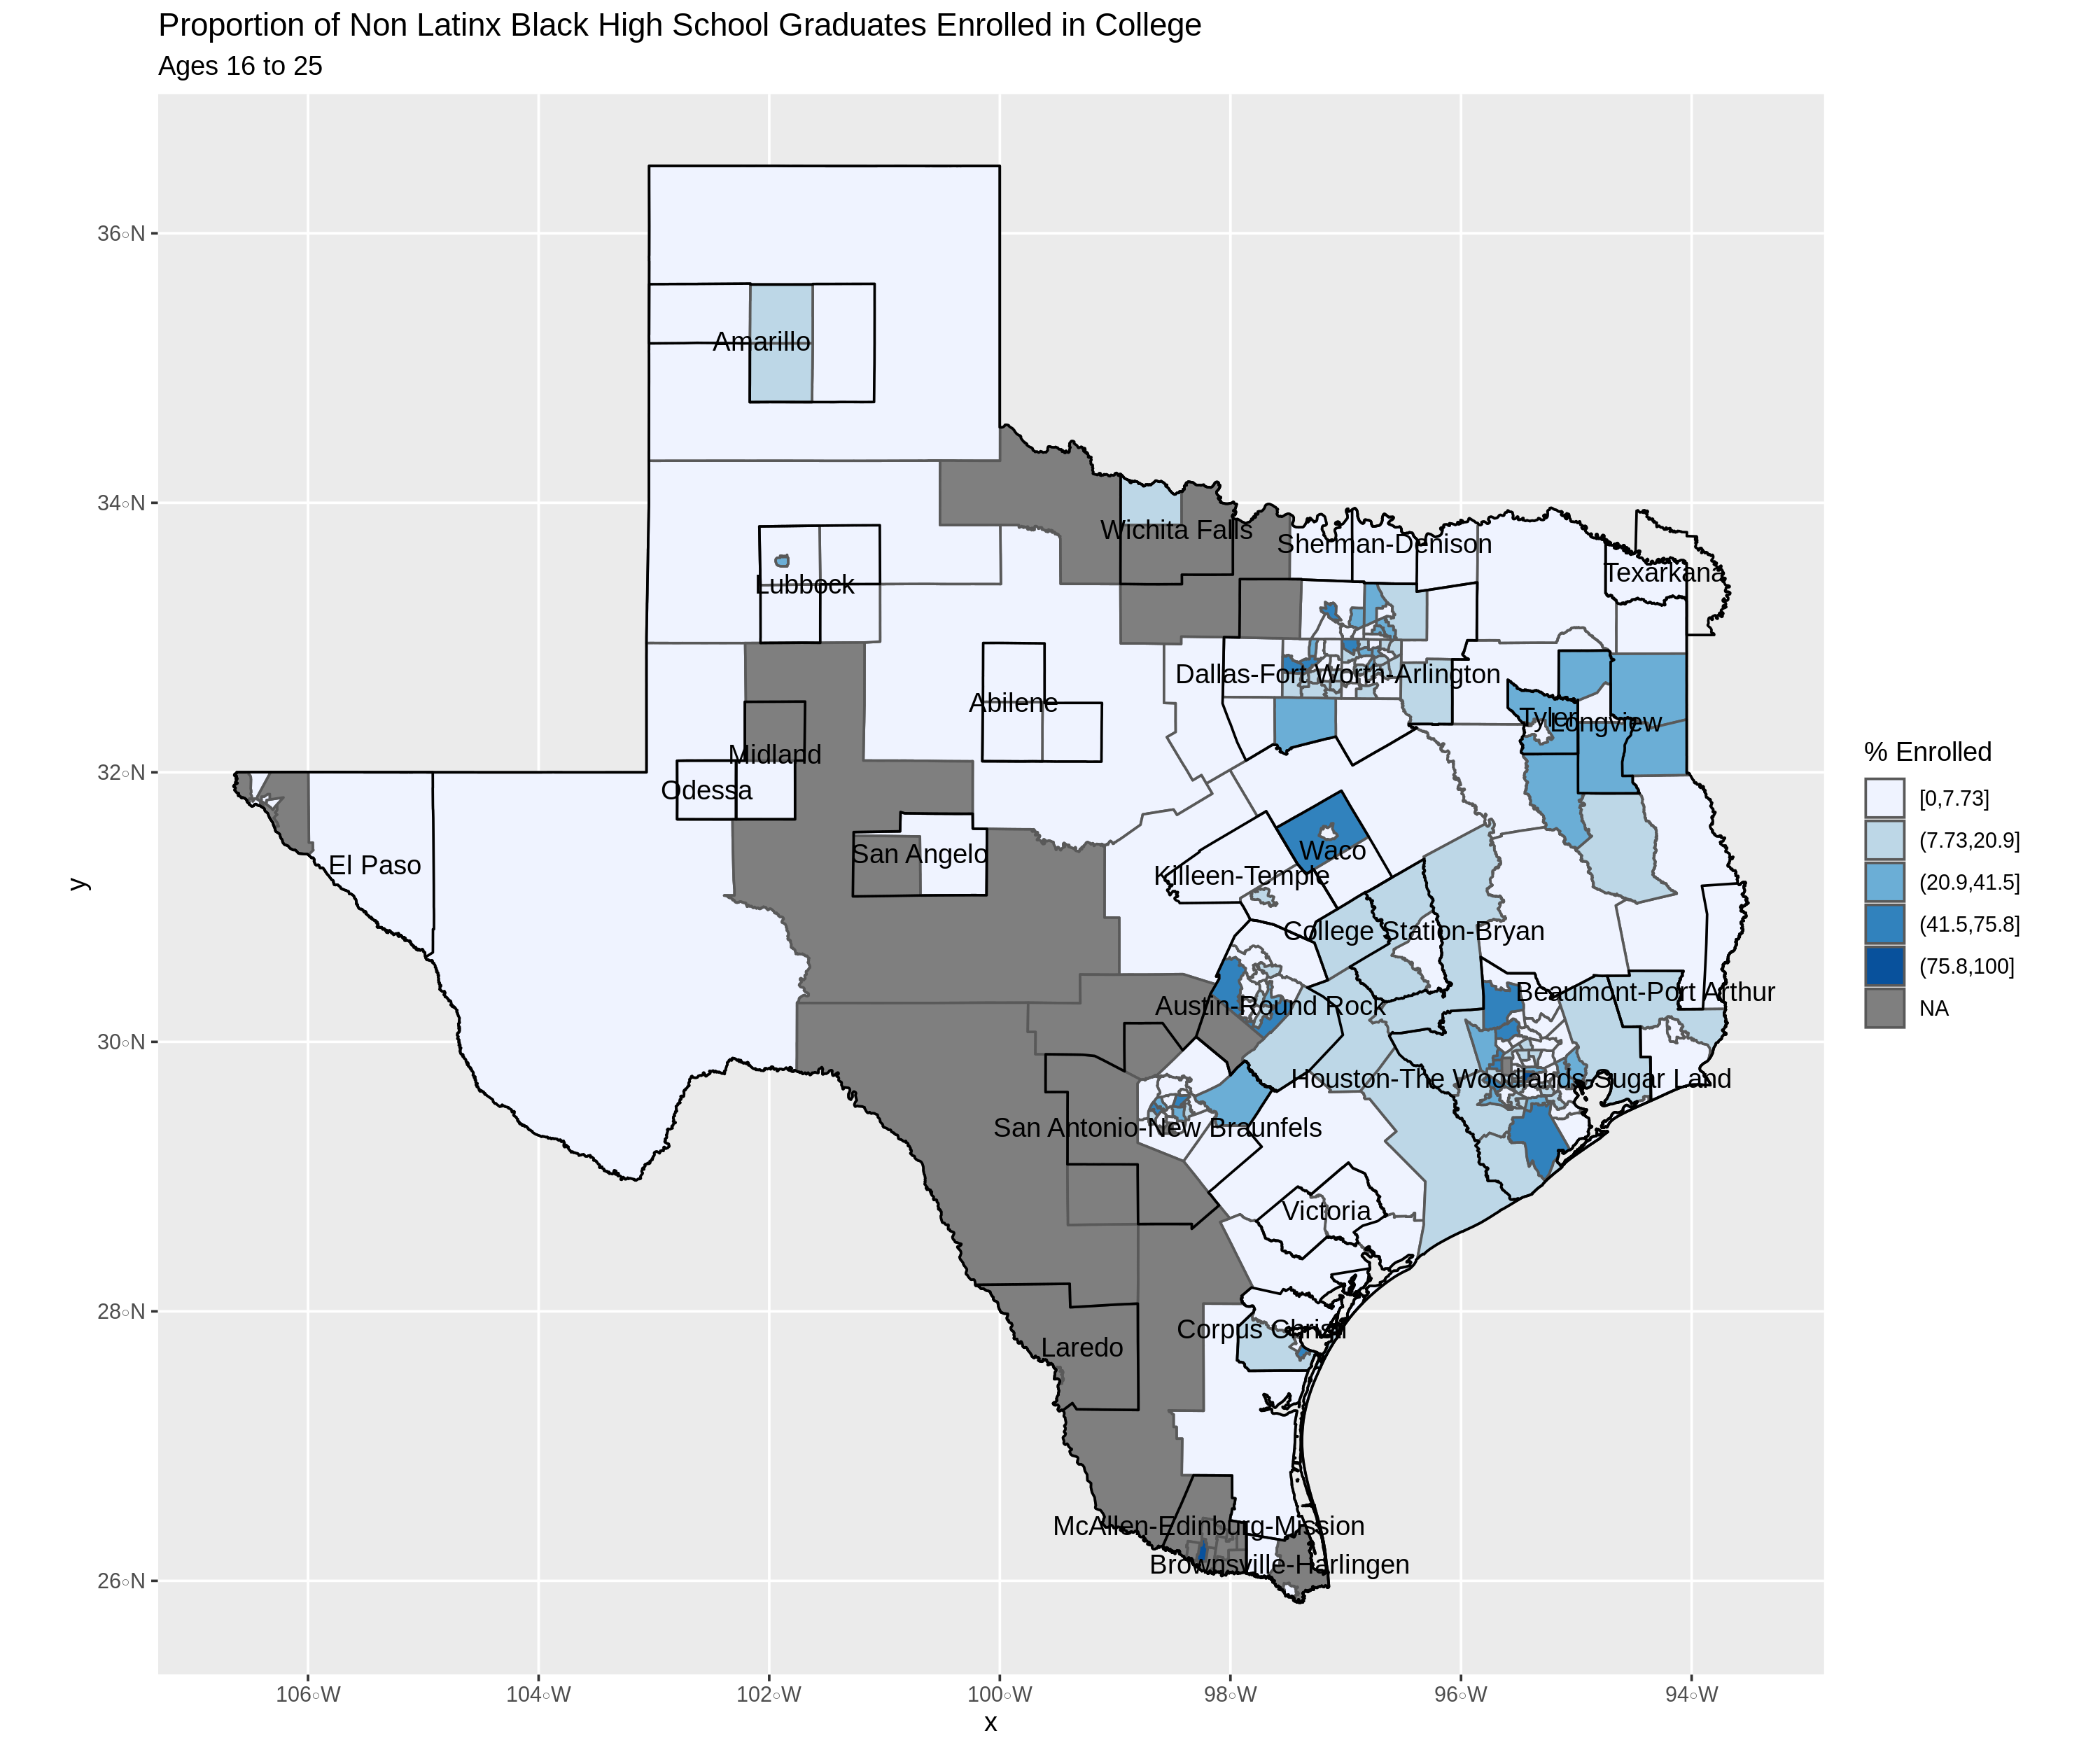 Proportion of Non Latinx Black High School Graduates Enrolled in College
Ages 16 to 25
36◦N
34◦N
32◦N
30◦N
28◦N
26◦N
y
Amarillo
Wichita Falls
Sherman-Denison
Texarkana
Lubbock
Dallas-Fort Worth-Arlington
Abilene
Tyler
Longview
Midland
Odessa
Waco
San Angelo
El Paso
Killeen-Temple
College Station-Bryan
Beaumont-Port Arthur
Austin-Round Rock
Houston-The Woodlands-Sugar Land
San Antonio-New Braunfels
Victoria
Corpus Christi
Laredo
McAllen-Edinburg-Mission
Brownsville-Harlingen
106◦W
104◦W
102◦W
100◦W
98◦W
96◦W
94◦W
x
% Enrolled
[0,7.73]
(7.73,20.9]
(20.9,41.5]
(41.5,75.8]
(75.8,100]
NA